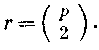 r = ( p
2 ) .